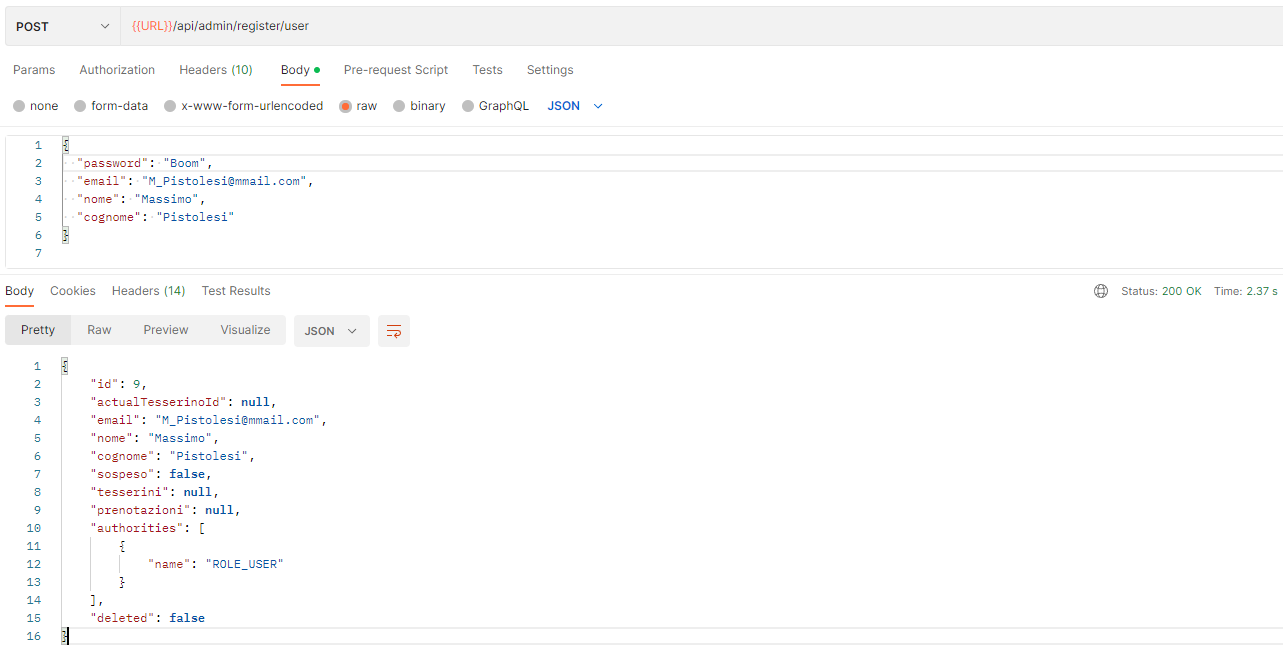 POST {{URL}}/api/admin/register/user
Params Authorization Headers (10) Body Pre-request Script Tests Settings
none form-data x-www-form-urlencoded raw binary GraphQL JSON
1 {
2 "password": "Boom",
3 "email": "M_Pistolesi@mmail.com",
4 "nome": "Massimo",
5 "cognome": "Pistolesi"
6 }
7
Body Cookies Headers (14) Test Results Status: 200 OK Time: 2.37 s
Pretty Raw Preview Visualize JSON
1 {
2 "id": 9,
3 "actualTesserinoId": null,
4 "email": "M_Pistolesi@mmail.com",
5 "nome": "Massimo",
6 "cognome": "Pistolesi",
7 "sospeso": false,
8 "tesserini": null,
9 "prenotazioni": null,
10 "authorities": [
11 {
12 "name": "ROLE_USER"
13 }
14 ],
15 "deleted": false
16 }